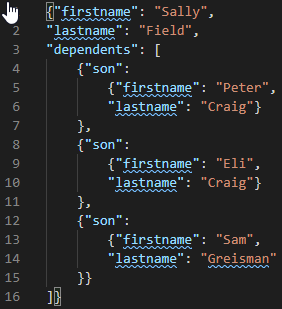 1 {"firstname": "Sally",
2 "lastname": "Field",
3 "dependents": [
4     {"son":
5         {"firstname": "Peter",
6         "lastname": "Craig"}
7     },
8     {"son":
9         {"firstname": "Eli",
10         "lastname": "Craig"}
11     },
12     {"son":
13         {"firstname": "Sam",
14         "lastname": "Greisman"
15     }}
16 ]}